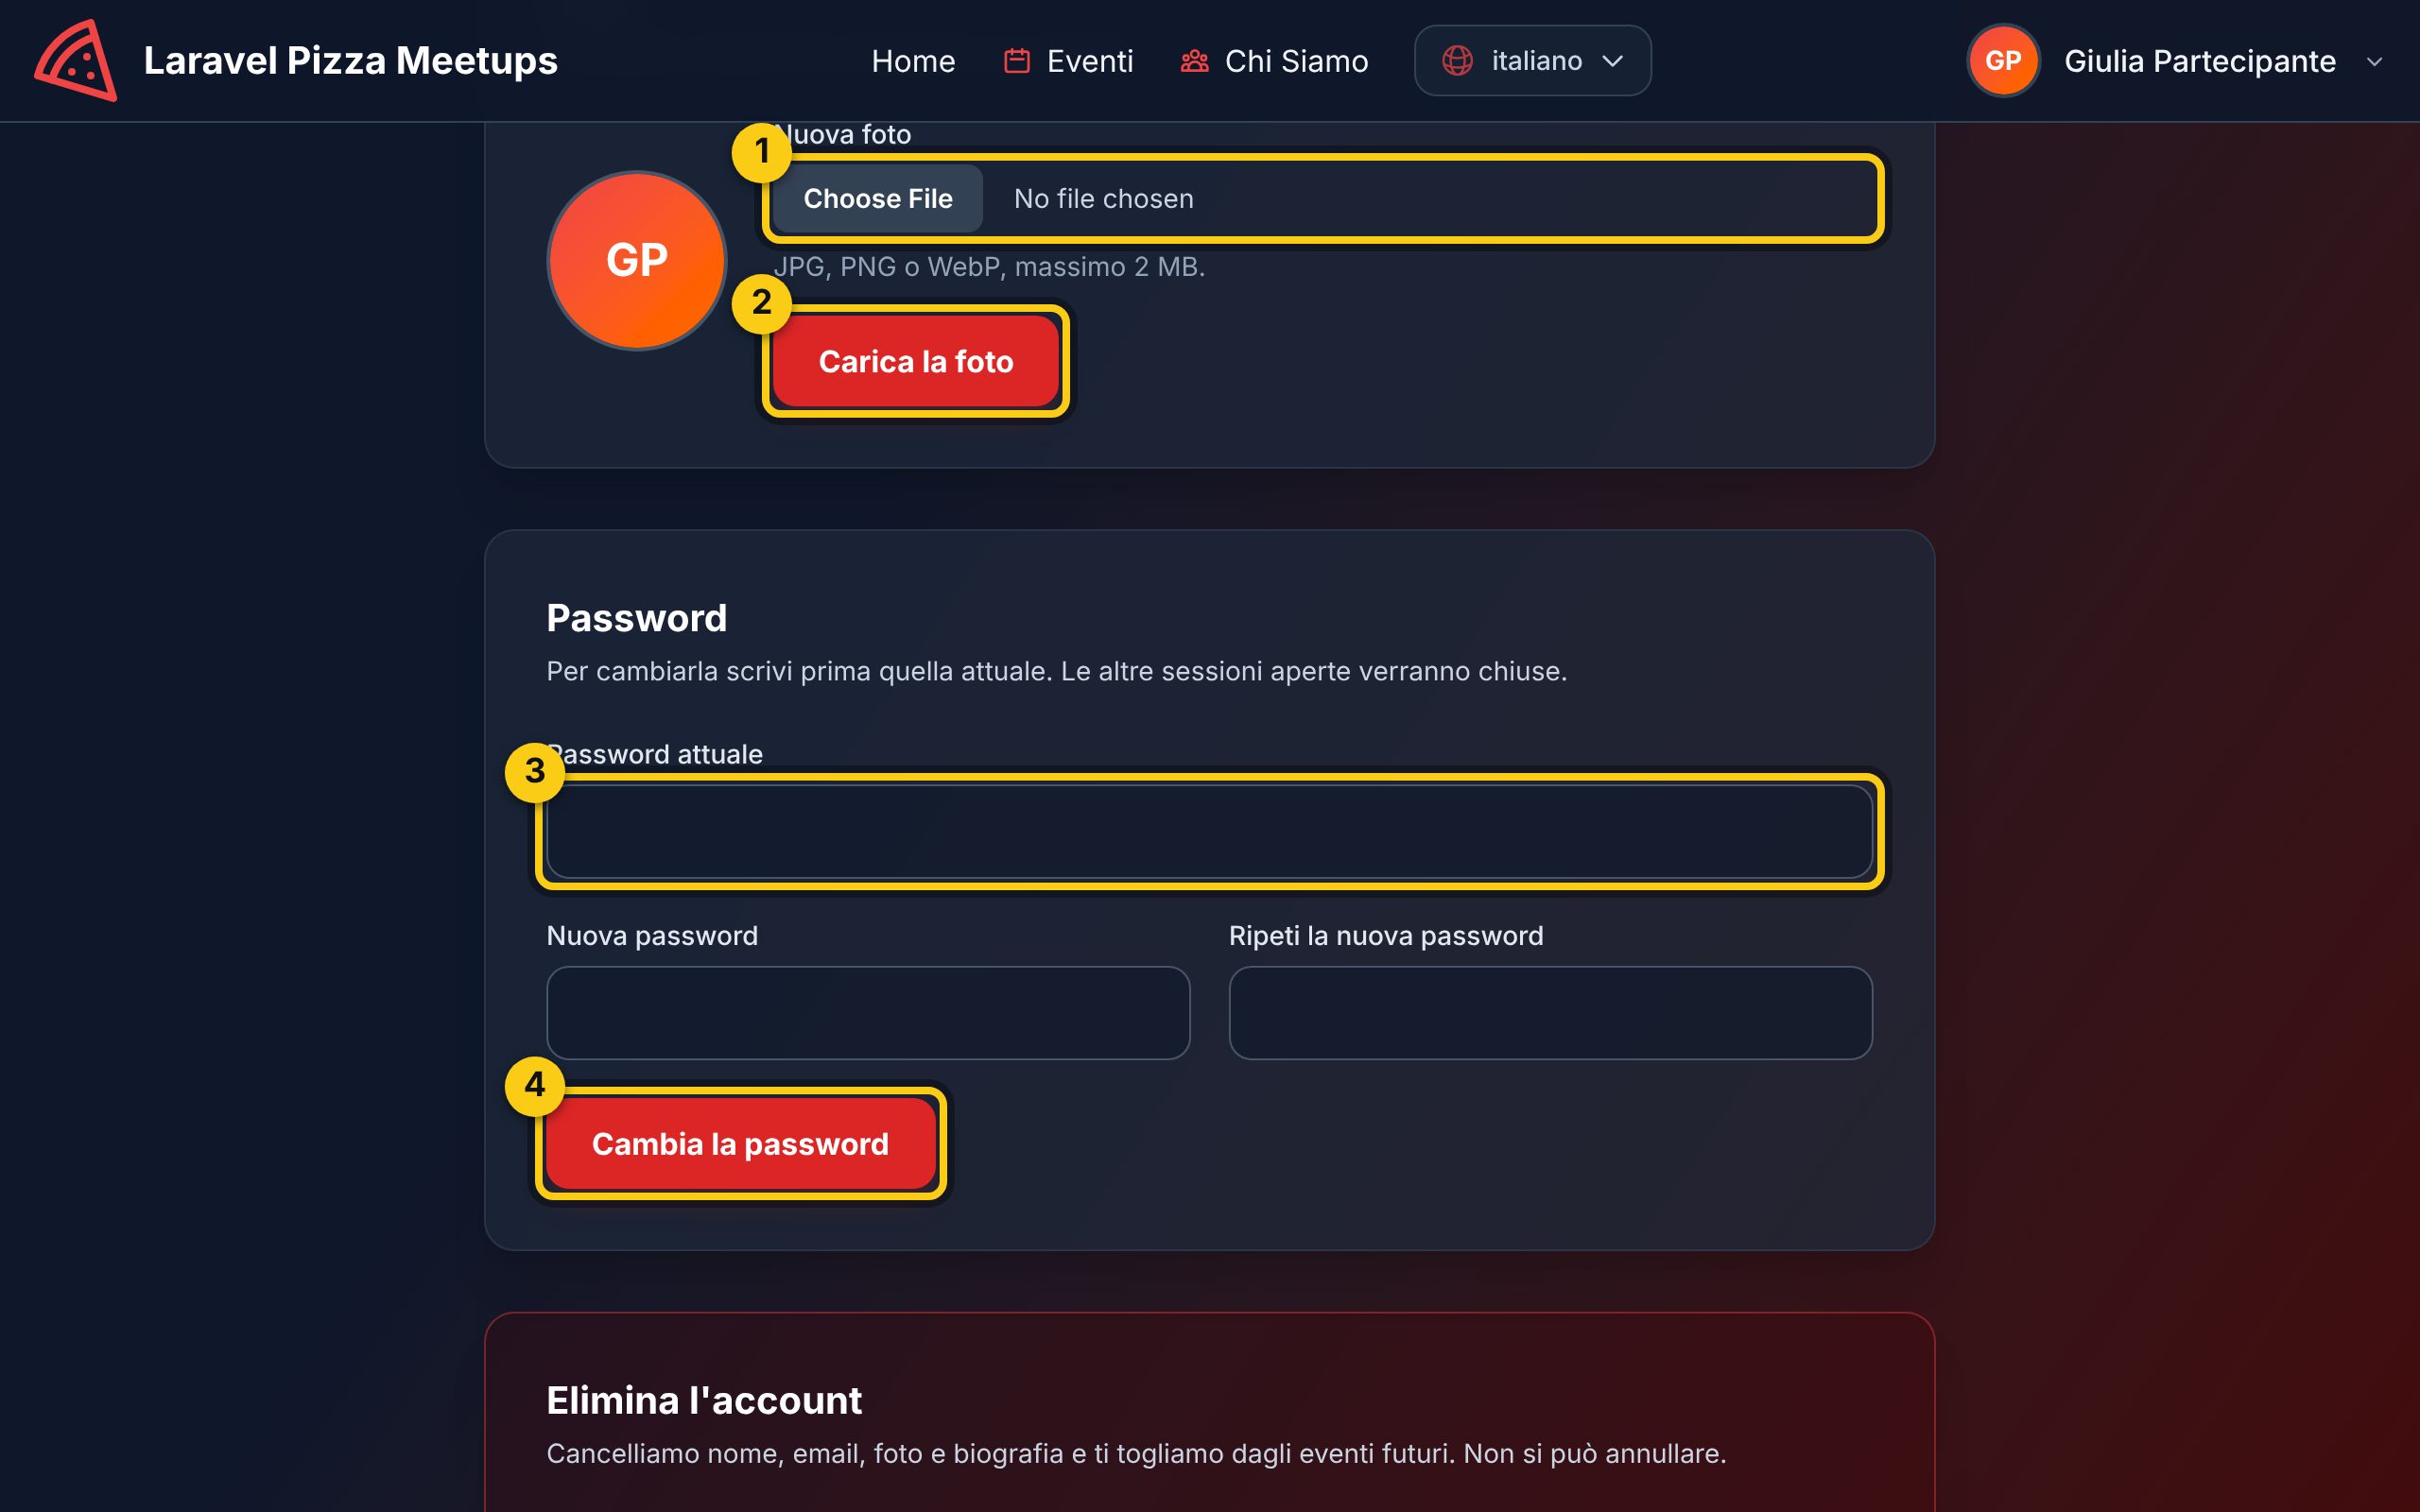 Laravel Pizza Meetups
Home
Eventi
Chi Siamo
italiano
GP
Giulia Partecipante
1
Nuova foto
Choose File
No file chosen
GP
JPG, PNG o WebP, massimo 2 MB.
2
Carica la foto
Password
Per cambiarla scrivi prima quella attuale. Le altre sessioni aperte verranno chiuse.
3
Password attuale
Nuova password
Ripeti la nuova password
4
Cambia la password
Elimina l'account
Cancelliamo nome, email, foto e biografia e ti togliamo dagli eventi futuri. Non si può annullare.